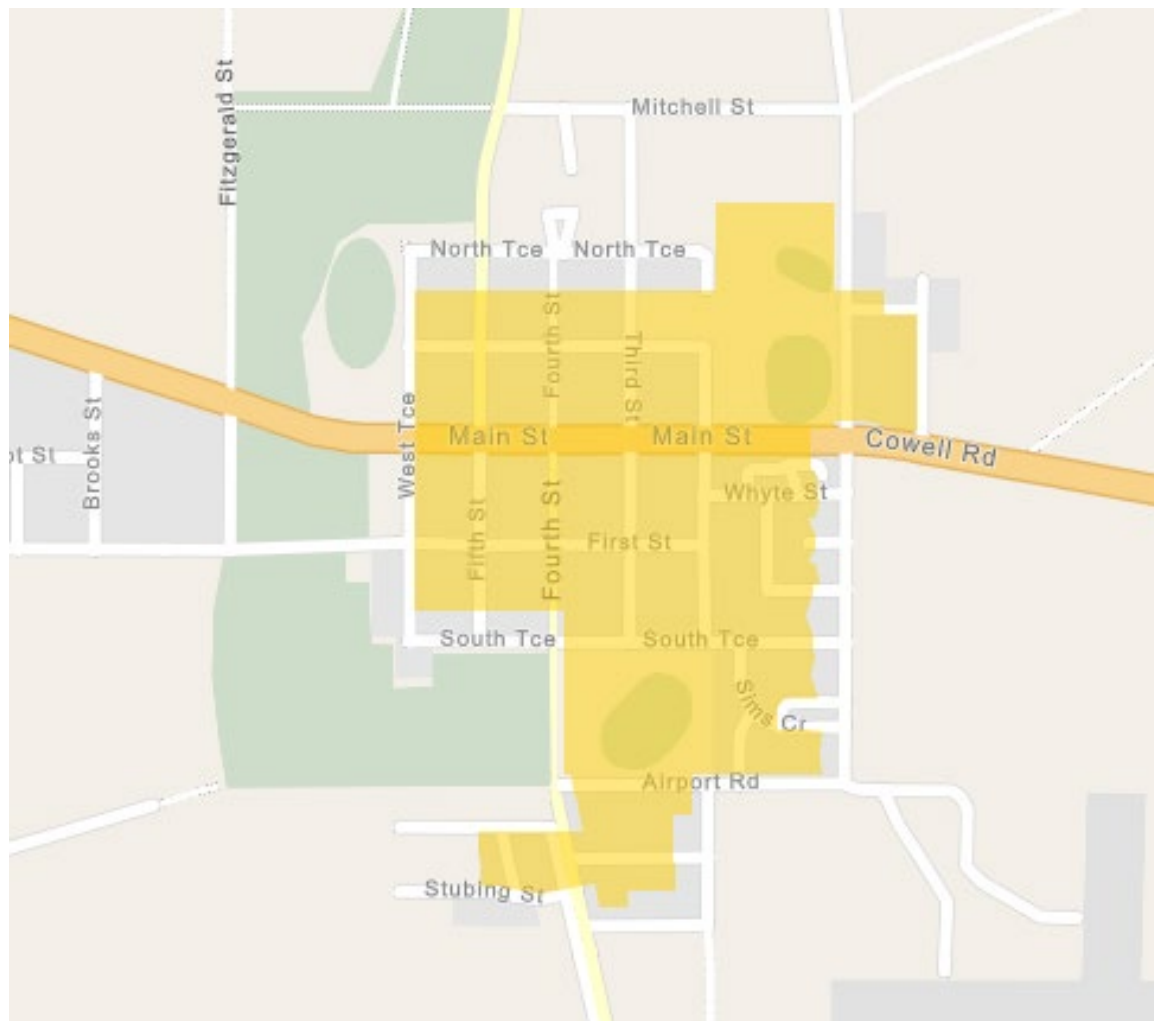 Fitzgerald St
Mitchell St
North Tce
North Tce
Fourth St
Third St
Main St
Main St
Cowell Rd
West Tce
Brooks St
ot St
Whyte St
Fifth St
Fourth St
First St
South Tce
South Tce
Sims Cr
Airport Rd
Stubing St